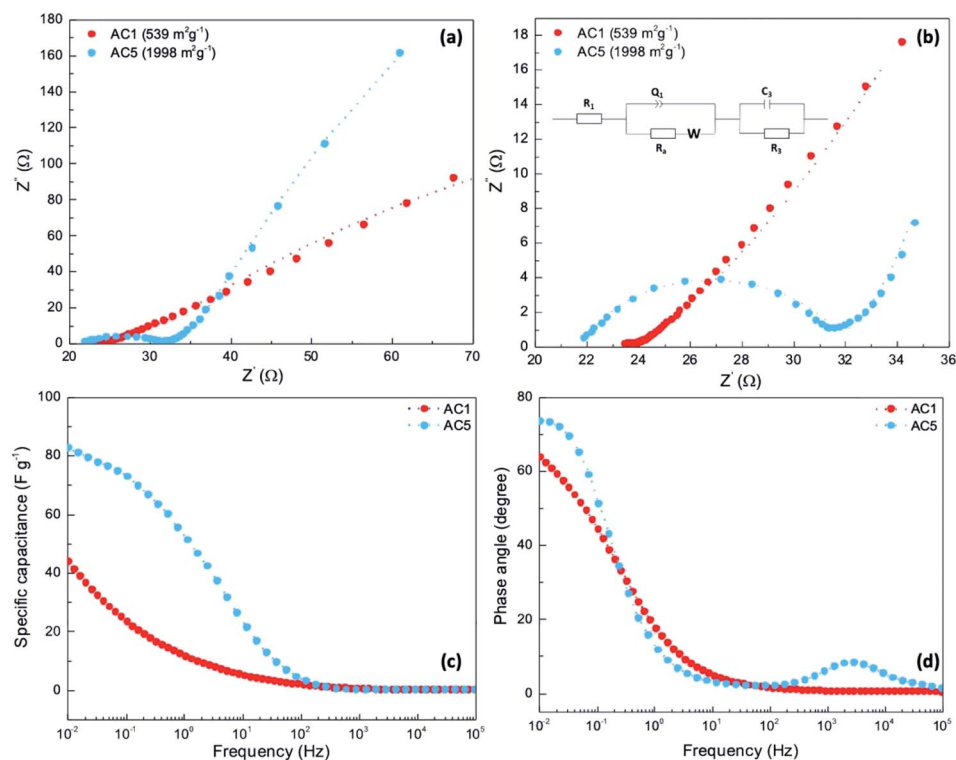 (a)
AC1 (539 m²g⁻¹)
AC5 (1998 m²g⁻¹)
180
160
140
120
100
80
60
40
20
0
Z'' (Ω)
20 30 40 50 60 70
Z' (Ω)
(b)
AC1 (539 m²g⁻¹)
AC5 (1998 m²g⁻¹)
R₁
Q₁
Rₐ W
C₃
R₃
18
16
14
12
10
8
6
4
2
0
Z'' (Ω)
20 22 24 26 28 30 32 34 36
Z' (Ω)
AC1
AC5
100
80
60
40
20
0
Specific capacitance (F g⁻¹)
(c)
10⁻² 10⁻¹ 10⁰ 10¹ 10² 10³ 10⁴ 10⁵
Frequency (Hz)
AC1
AC5
80
60
40
20
0
Phase angle (degree)
(d)
10⁻² 10⁻¹ 10⁰ 10¹ 10² 10³ 10⁴ 10⁵
Frequency (Hz)